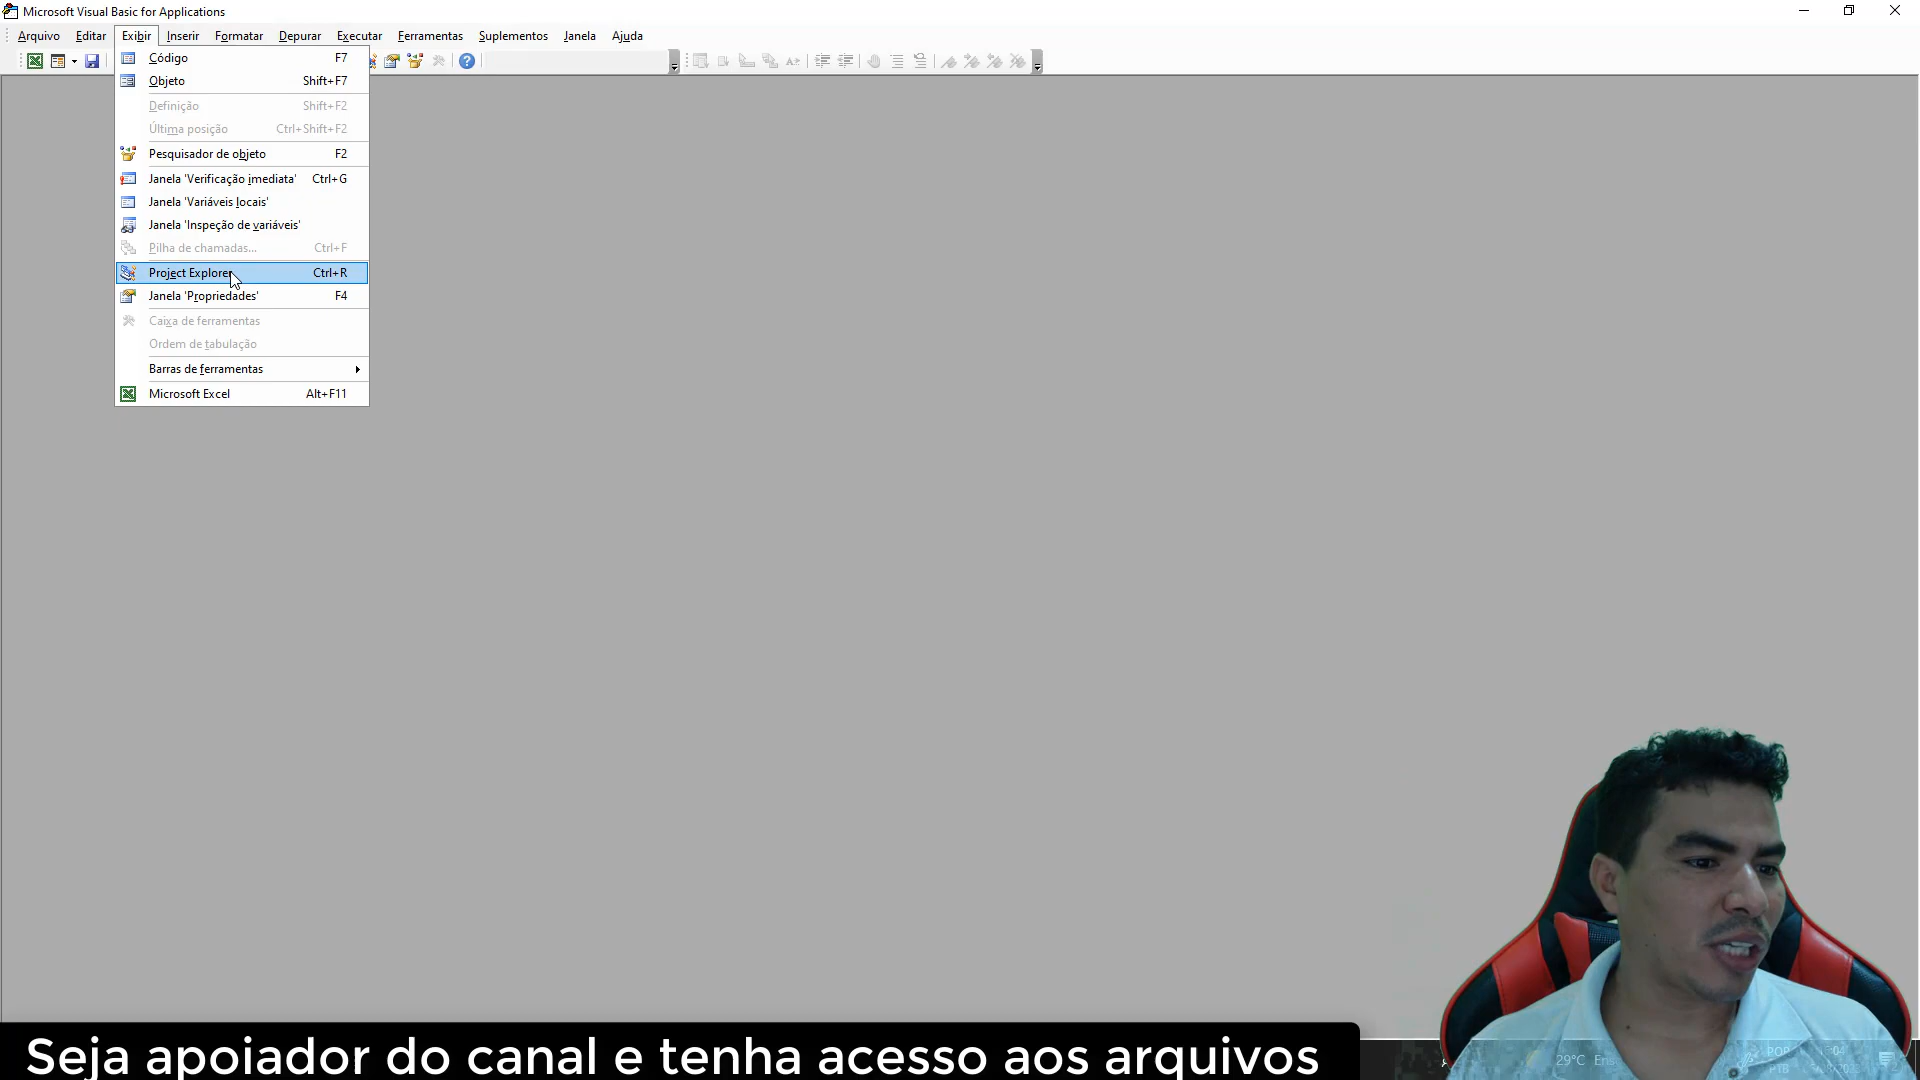 Microsoft Visual Basic for Applications
Arquivo Editar Exibir Inserir Formatar Depurar Executar Ferramentas Suplementos Janela Ajuda
Código F7
Objeto Shift+F7
Definição Shift+F2
Última posição Ctrl+Shift+F2
Pesquisador de objeto F2
Janela 'Verificação imediata' Ctrl+G
Janela 'Variáveis locais'
Janela 'Inspeção de variáveis'
Pilha de chamadas... Ctrl+F
Project Explorer Ctrl+R
Janela 'Propriedades' F4
Caixa de ferramentas
Ordem de tabulação
Barras de ferramentas
Microsoft Excel Alt+F11
Seja apoiador do canal e tenha acesso aos arquivos
29°C POR
PTB